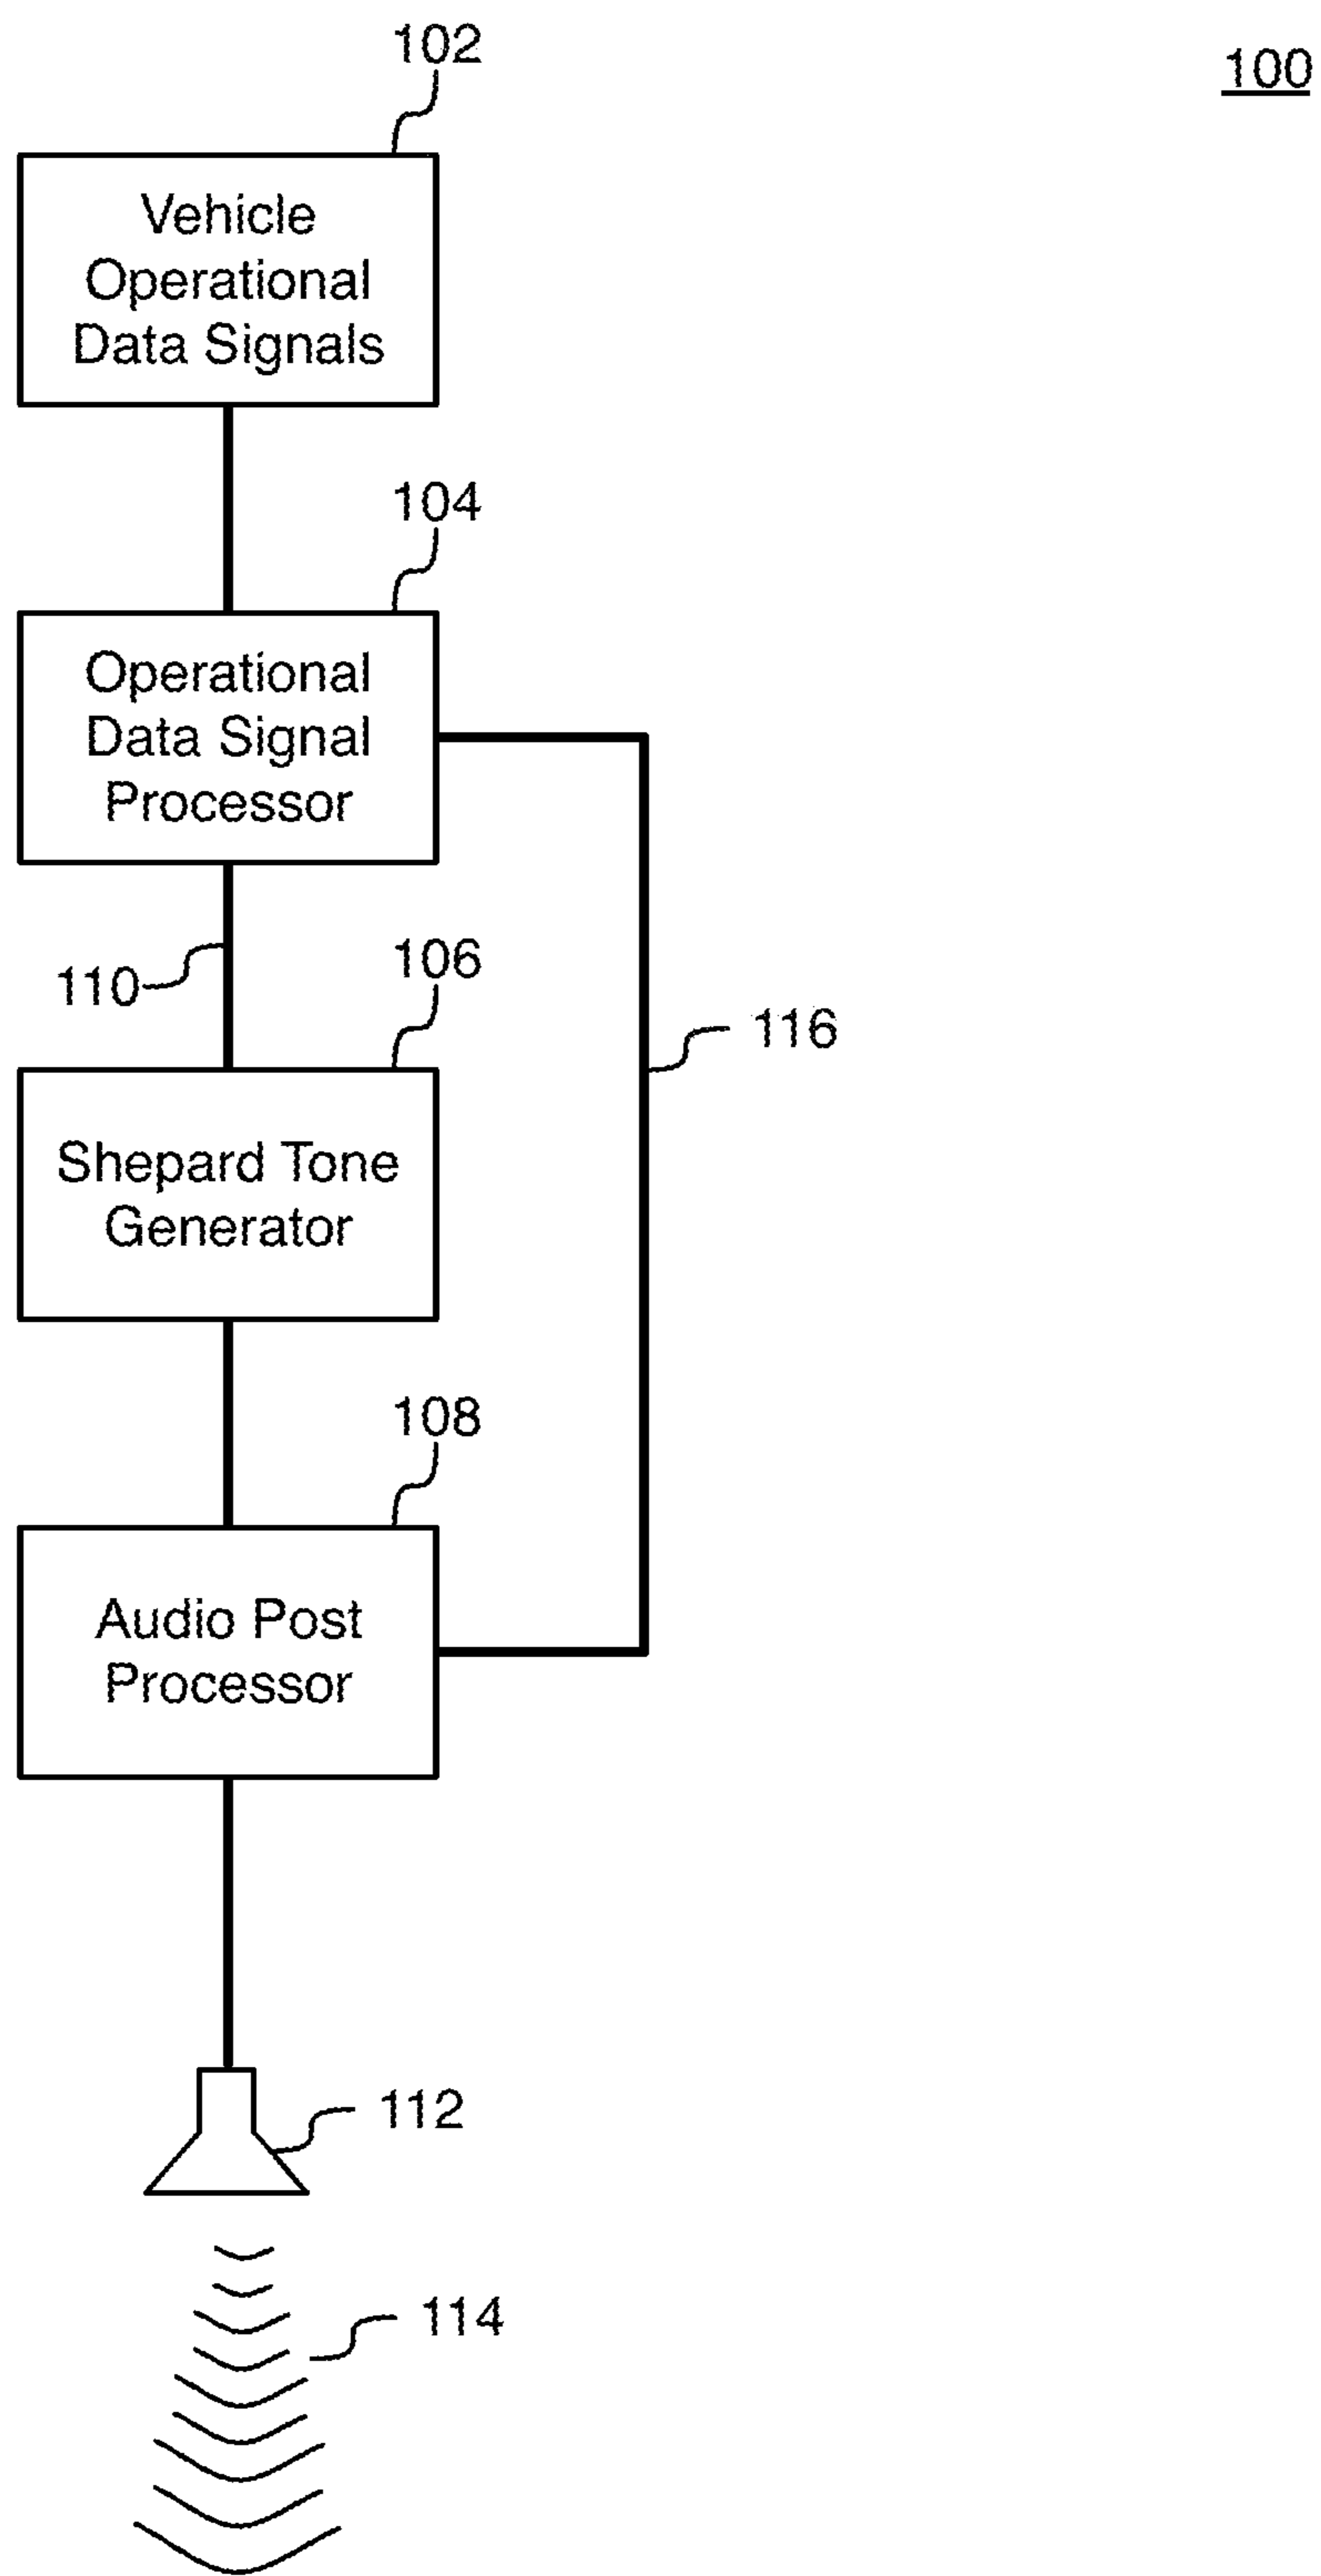 102
100
Vehicle
Operational
Data Signals
104
Operational
Data Signal
Processor
110
106
116
Shepard Tone
Generator
108
Audio Post
Processor
112
114